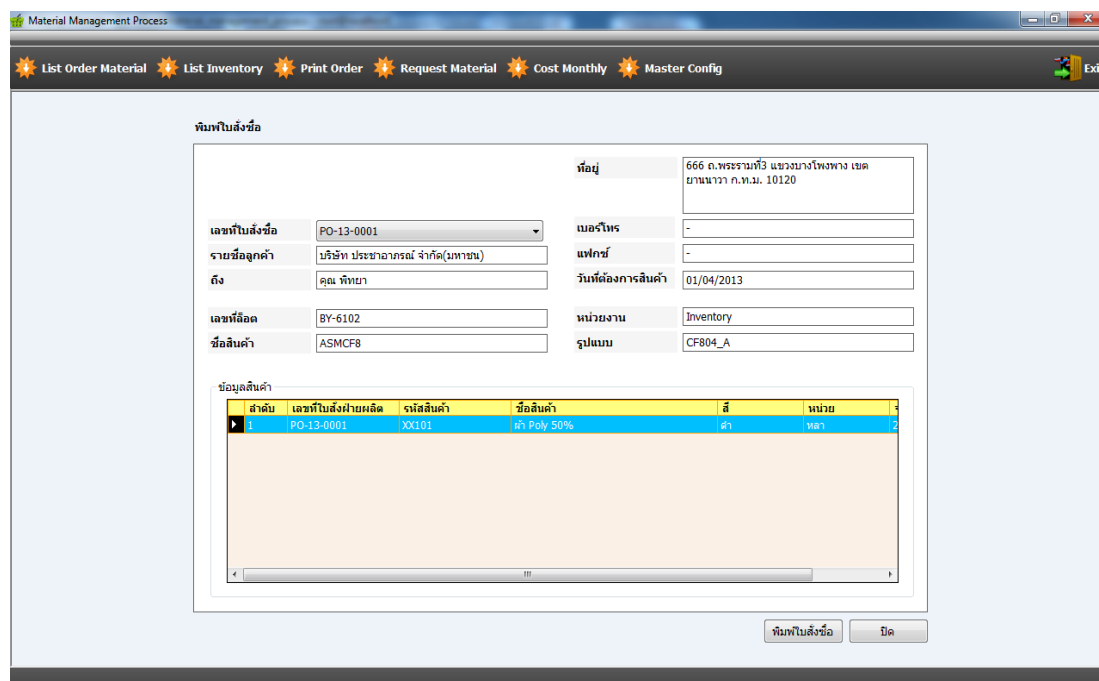 Material Management Process
List Order Material List Inventory Print Order Request Material Cost Monthly Master Config Exi
พิมพ์ใบสั่งซื้อ
ที่อยู่ 666 ถ.พระรามที่3 แขวงบางโพงพาง เขต
ยานนาวา ก.ท.ม. 10120
เลขที่ใบสั่งซื้อ PO-13-0001 เบอร์โทร -
รายชื่อลูกค้า บริษัท ประชาอาภรณ์ จำกัด(มหาชน) แฟกซ์ -
ถึง คุณ พิทยา วันที่ต้องการสินค้า 01/04/2013
เลขที่ล็อต BY-6102 หน่วยงาน Inventory
ชื่อสินค้า ASMCF8 รูปแบบ CF804_A
ข้อมูลสินค้า
ลำดับ เลขที่ใบสั่งฝ่ายผลิต รหัสสินค้า ชื่อสินค้า สี หน่วย
1 PO-13-0001 XX101 ผ้า Poly 50% ดำ หลา 2
พิมพ์ใบสั่งซื้อ ปิด